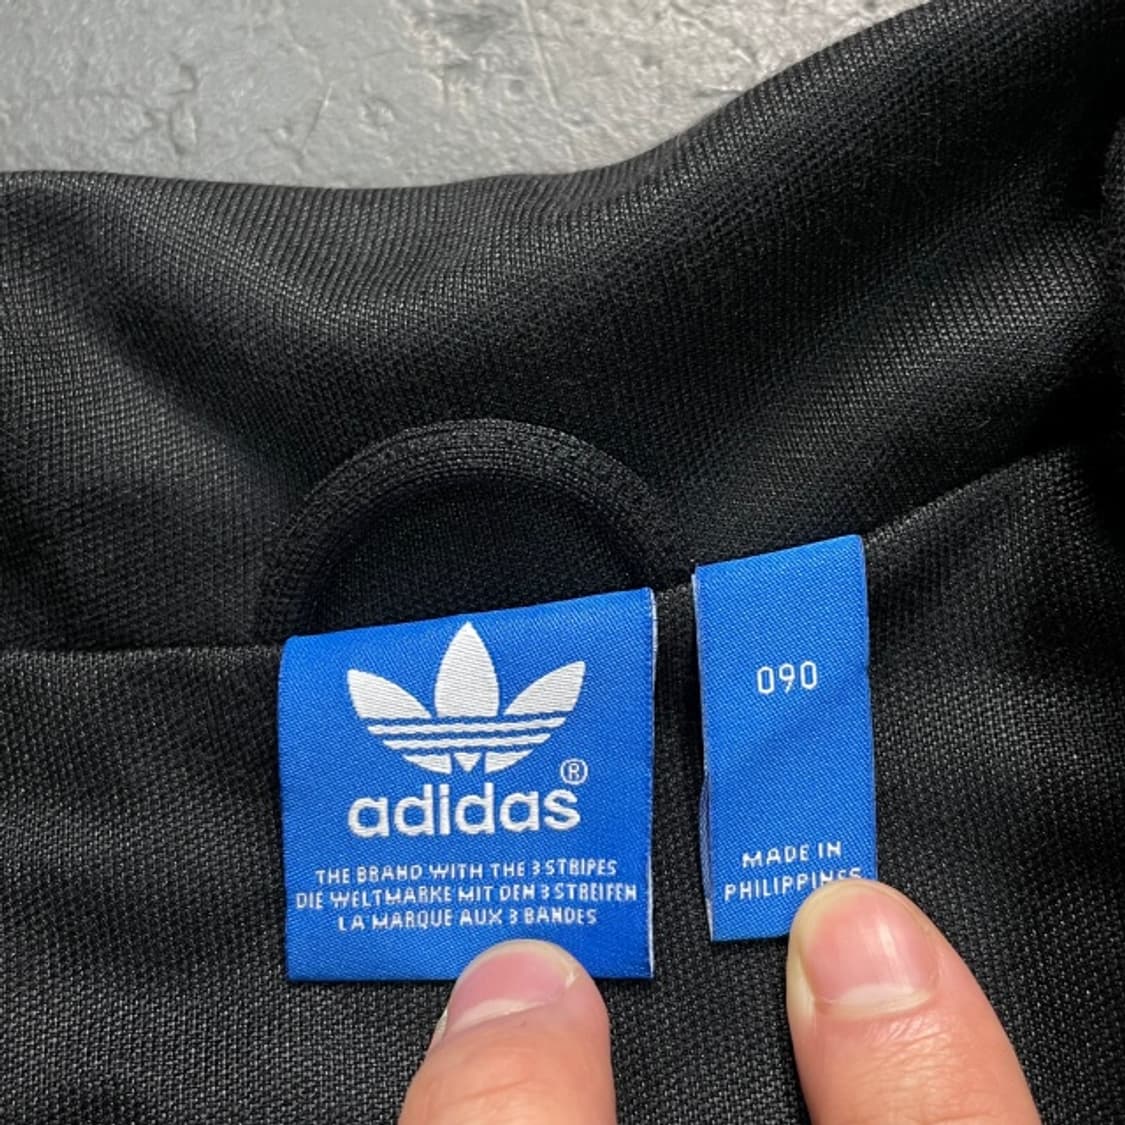 adidas®
THE BRAND WITH THE 3 STRIPES
DIE WELTMARKE MIT DEN 3 STREIFEN
LA MARQUE AUX 3 BANDES
090
MADE IN
PHILIPPINES